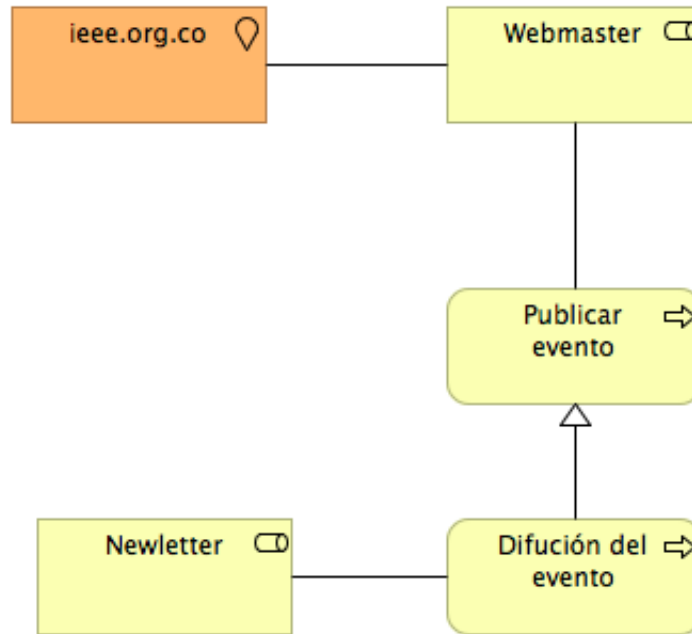 ieee.org.co
Webmaster
Publicar
evento
Newletter
Difución del
evento